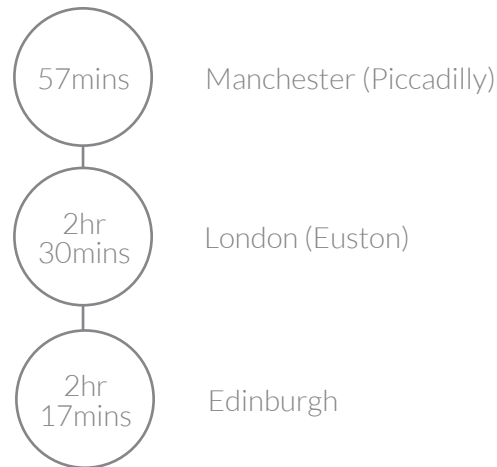 57mins
Manchester (Piccadilly)
2hr
30mins
London (Euston)
2hr
17mins
Edinburgh